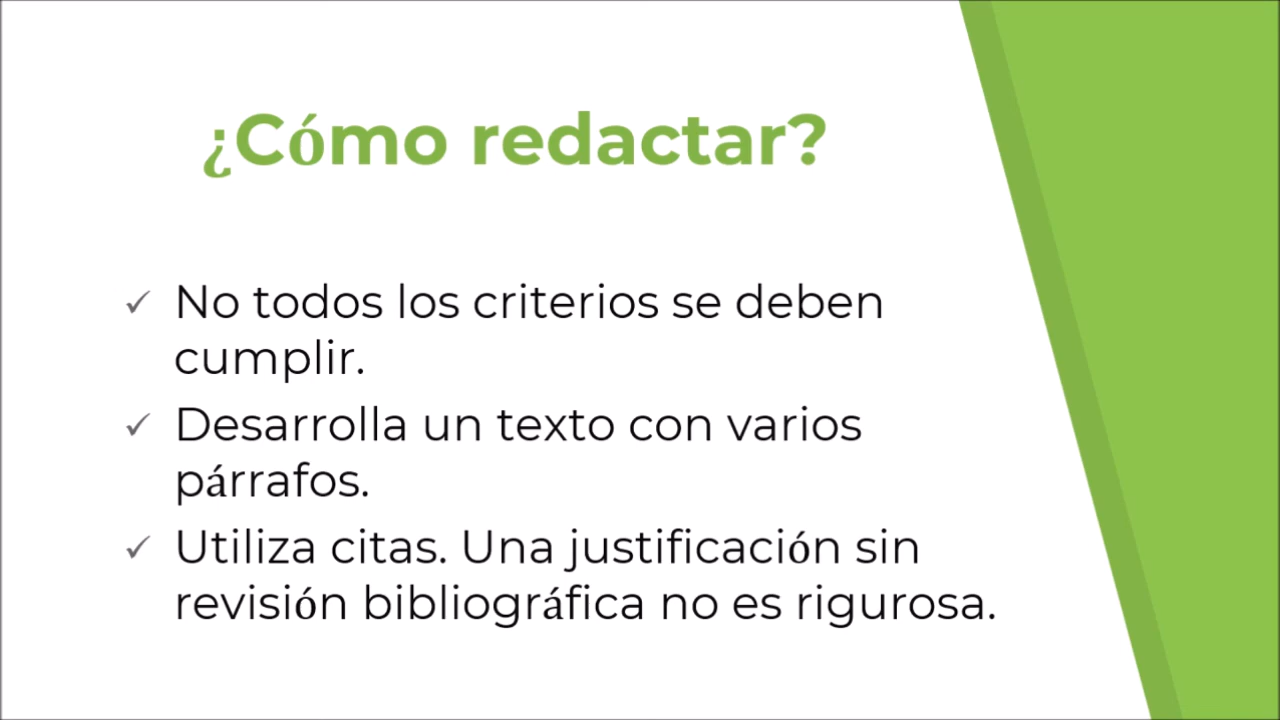 ¿Cómo redactar?
✓ No todos los criterios se deben
cumplir.
✓ Desarrolla un texto con varios
párrafos.
✓ Utiliza citas. Una justificación sin
revisión bibliográfica no es rigurosa.